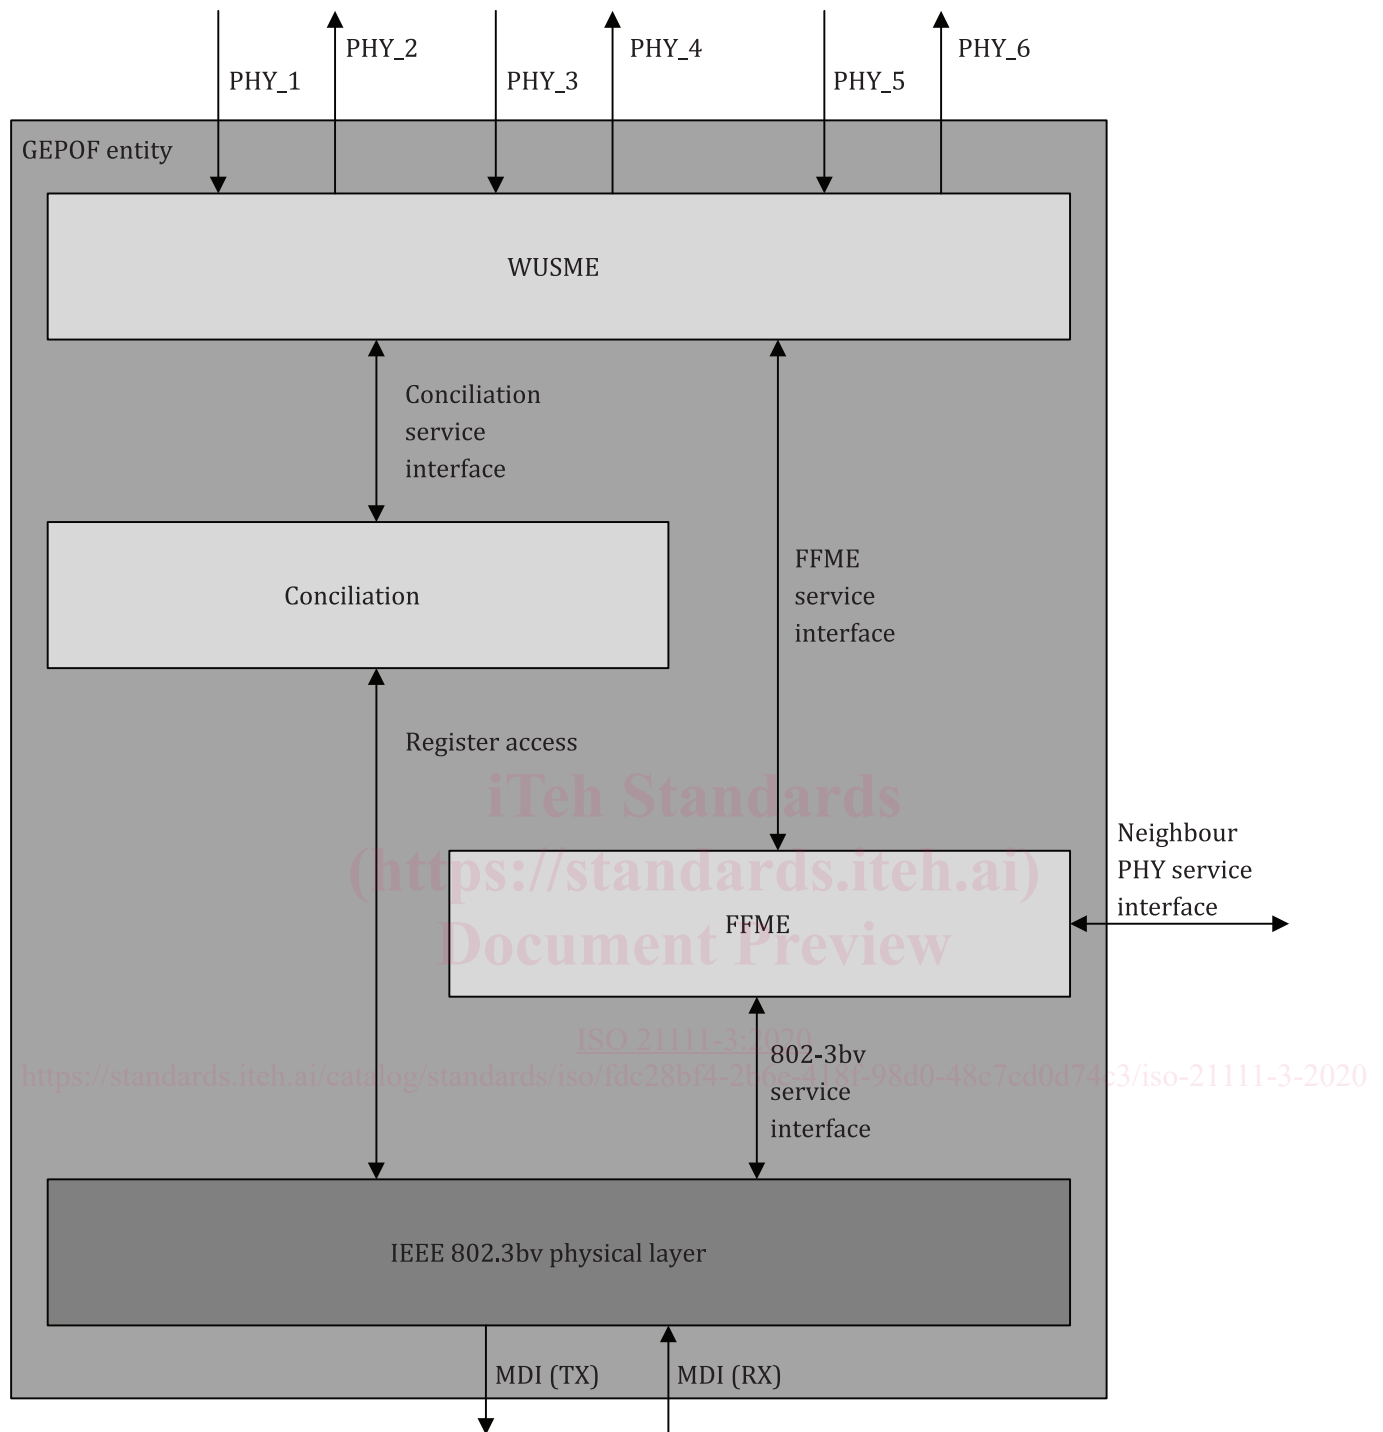 PHY_2
PHY_4
PHY_6
PHY_1
PHY_3
PHY_5
GEPOF entity
WUSME
Conciliation
service
interface
FFME
service
interface
Conciliation
Register access
iTeh Standards
Neighbour
PHY service
interface
(https://standards.iteh.ai)
FFME
Document Preview
ISO 21111-3:2020
802-3bv
https://standards.iteh.ai/catalog/standards/iso/fdc28bf4-2b6e-418f-98d0-48c7cd0d74c3/iso-21111-3-2020
service
interface
IEEE 802.3bv physical layer
MDI (TX)
MDI (RX)